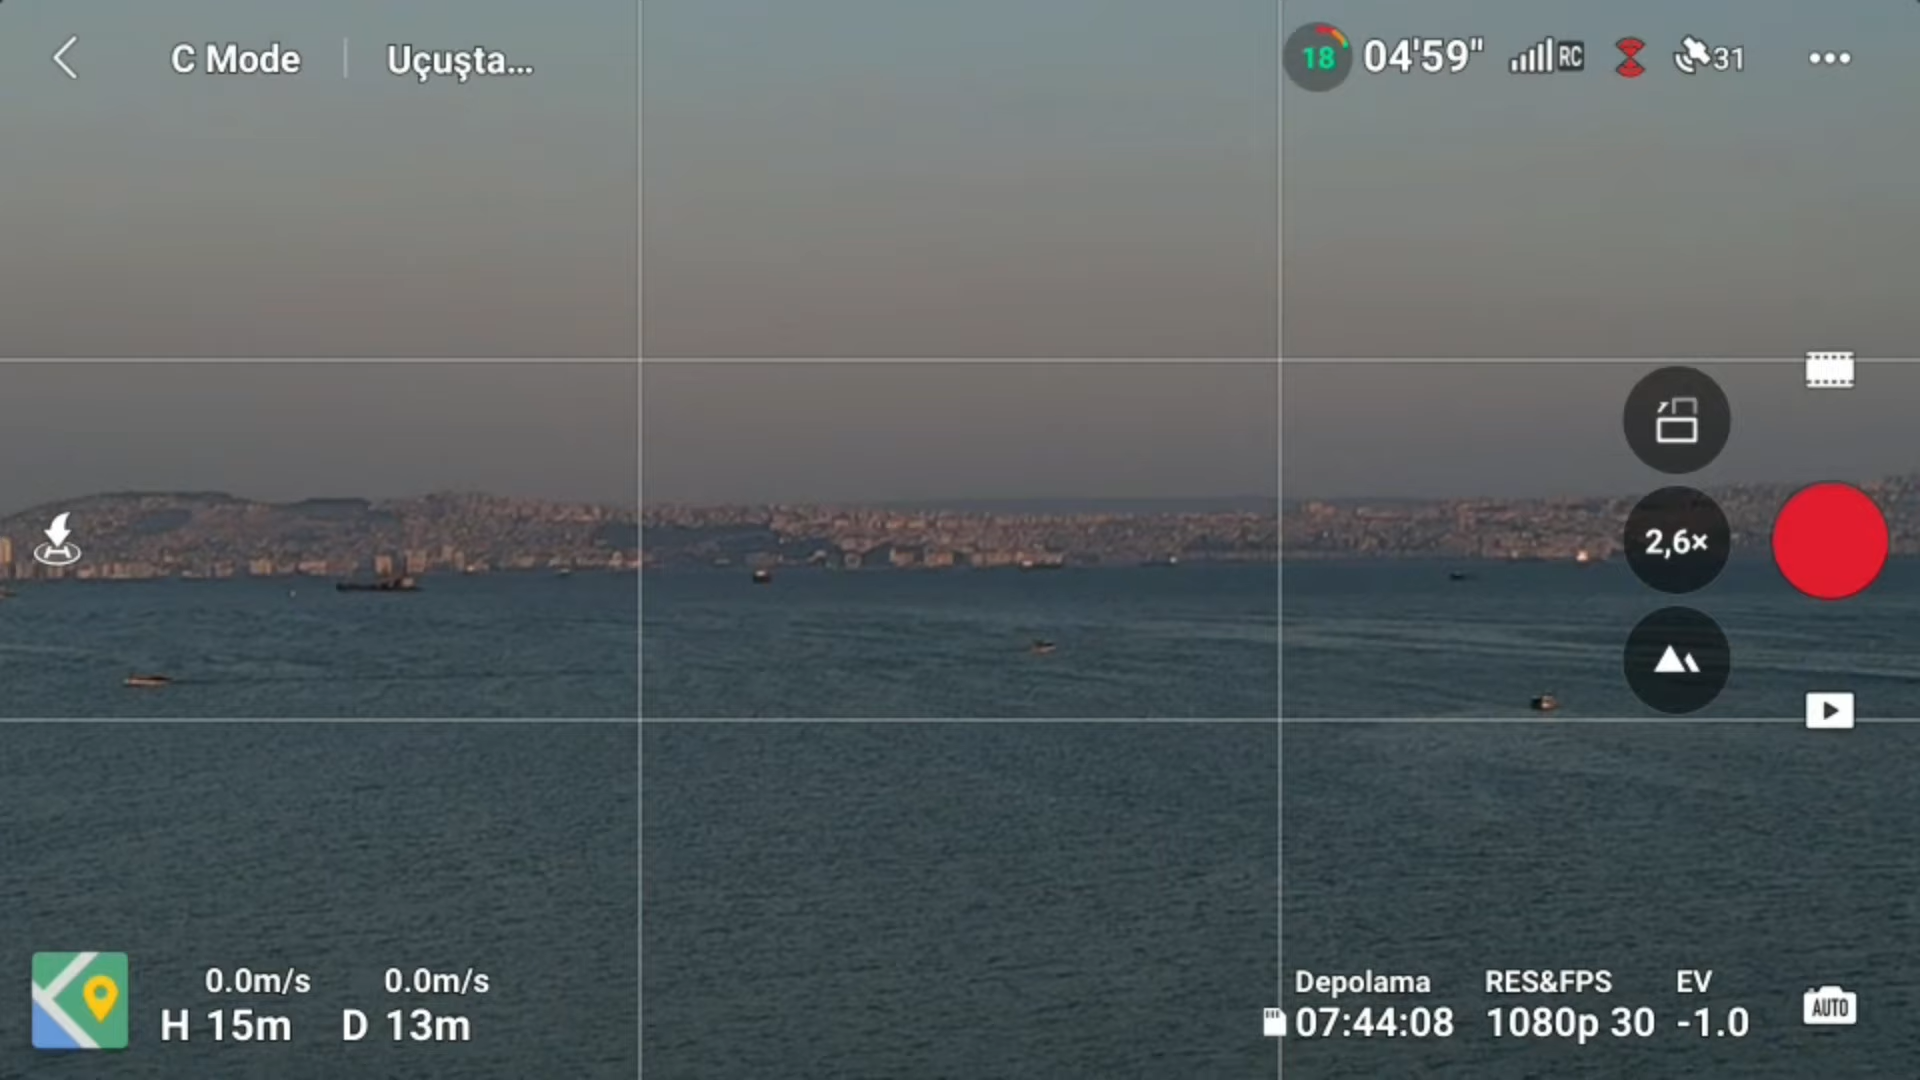 C Mode
Uçuşta...
18 04'59" RC 31
2,6×
0.0m/s 0.0m/s
H 15m D 13m
Depolama RES&FPS EV
07:44:08 1080p 30 -1.0
AUTO